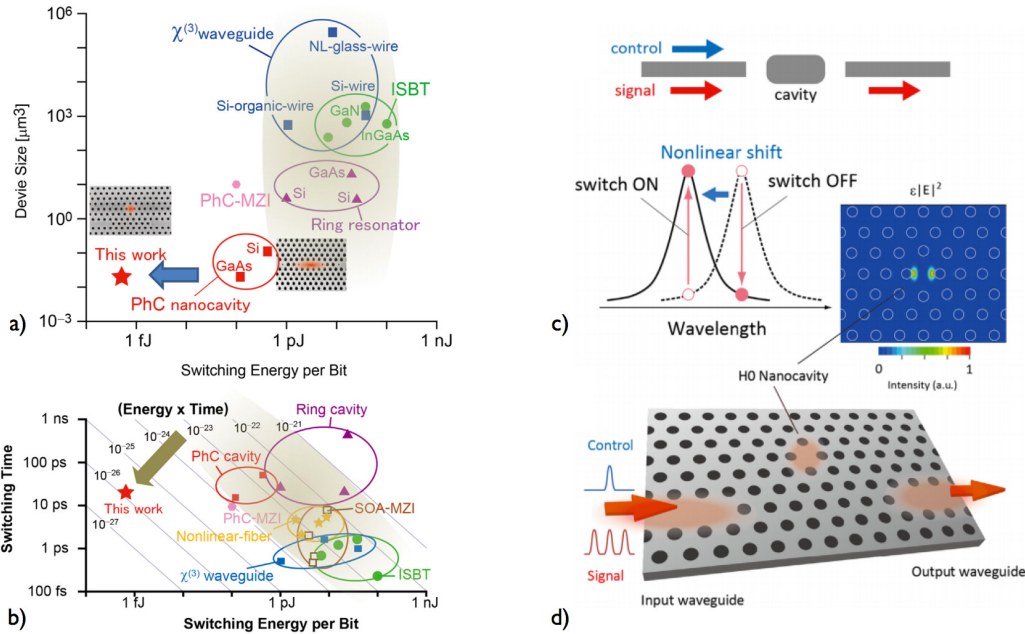 10⁶
χ⁽³⁾waveguide
NL-glass-wire
Si-wire
ISBT
Si-organic-wire
GaN
InGaAs
10³
Devie Size [μm3]
GaAs
PhC-MZI
Si
Si
10⁰
Ring resonator
This work
Si
GaAs
PhC nanocavity
10⁻³
a)
1 fJ
1 pJ
1 nJ
Switching Energy per Bit
control
signal
cavity
Nonlinear shift
switch ON
switch OFF
ε|E|²
Wavelength
c)
0
1
Intensity (a.u.)
H0 Nanocavity
(Energy x Time)
Ring cavity
1 ns
10⁻²¹
10⁻²²
10⁻²³
10⁻²⁴
10⁻²⁵
10⁻²⁶
10⁻²⁷
PhC cavity
100 ps
This work
10 ps
PhC-MZI
SOA-MZI
Nonlinear-fiber
1 ps
χ⁽³⁾ waveguide
ISBT
100 fs
Switching Time
b)
1 fJ
1 pJ
1 nJ
Switching Energy per Bit
Control
Signal
Input waveguide
Output waveguide
d)